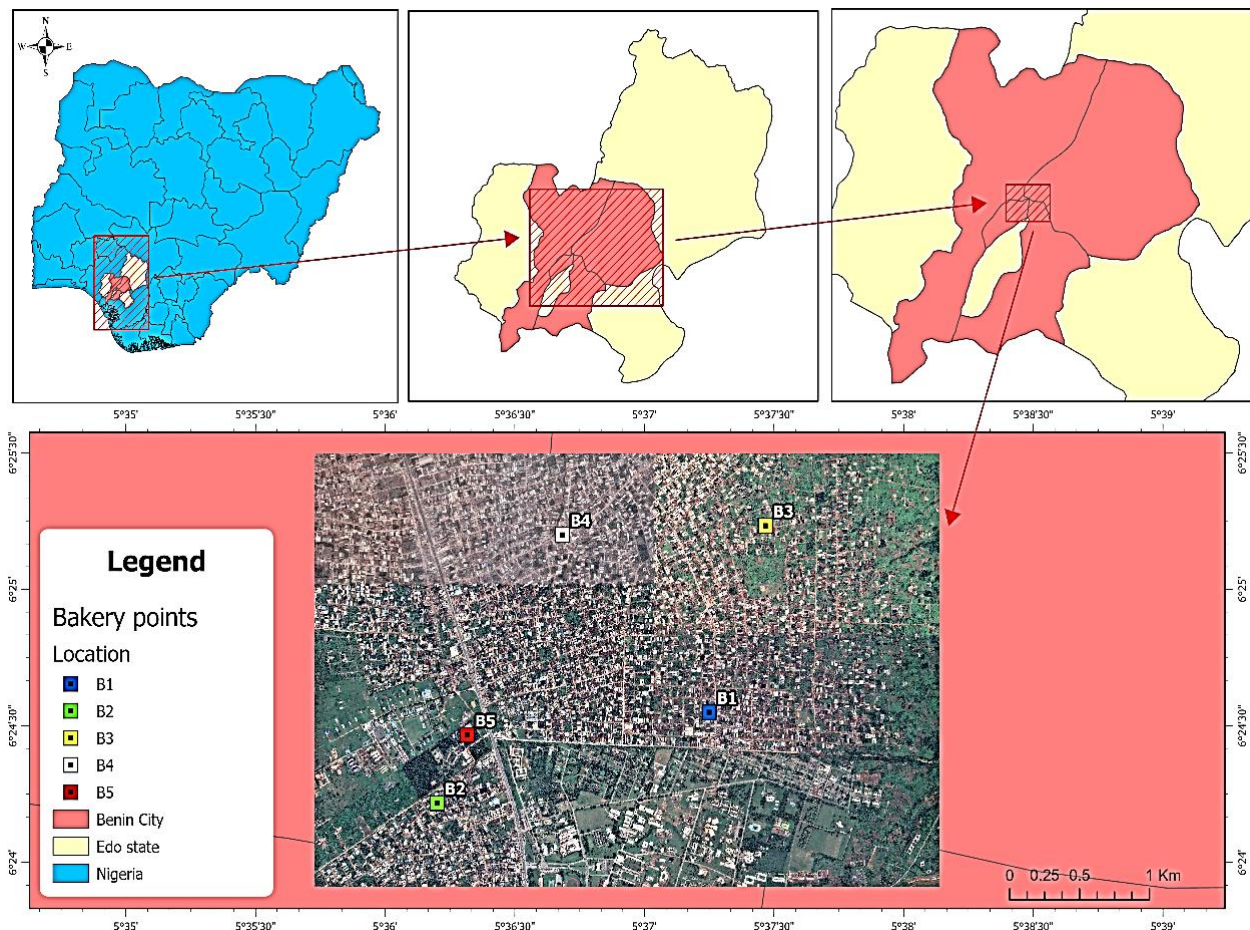 N
W E
S
5°35' 5°35'30" 5°36' 5°36'30" 5°37' 5°37'30" 5°38' 5°38'30" 5°39'
6°25'30" 6°25'30"
B4
B3
Legend
6°25' 6°25'
Bakery points
Location
B1
B2
B3
B4
B5
Benin City
Edo state
Nigeria
B1
6°24'30" 6°24'30"
B5
B2
6°24' 6°24'
0 0.25 0.5 1 Km
5°35' 5°35'30" 5°36' 5°36'30" 5°37' 5°37'30" 5°38' 5°38'30" 5°39'